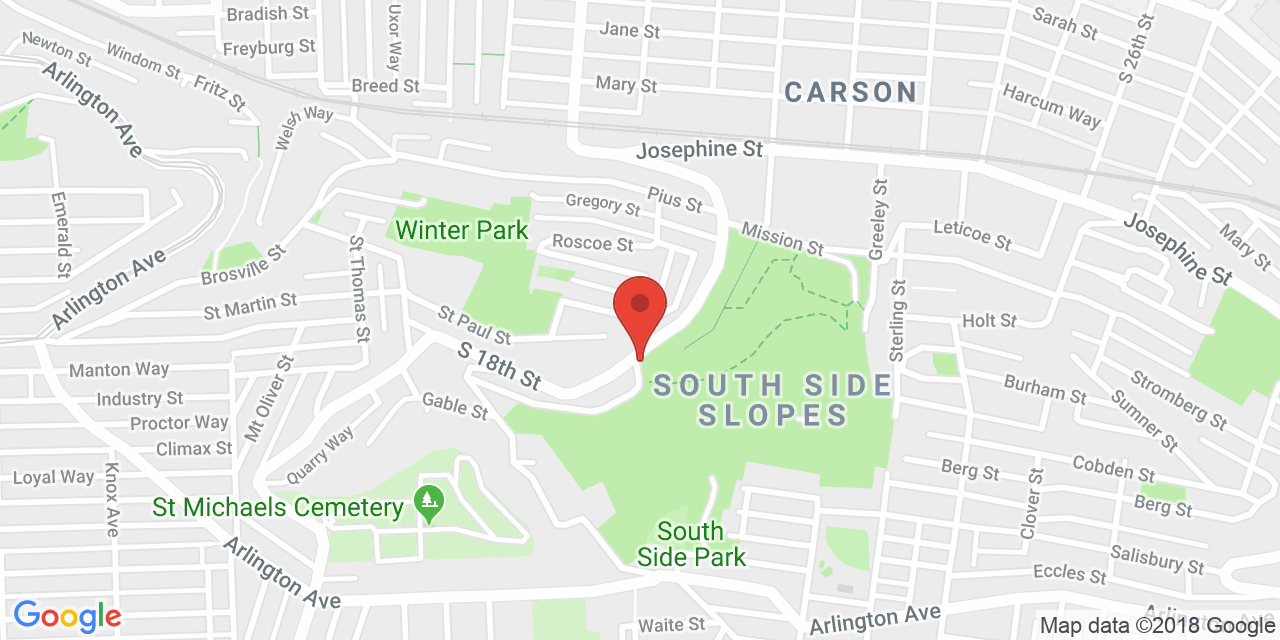 Bradish St
Freyburg St
Uxor Way
Newton St
Windom St
Fritz St
Breed St
Welsh Way
Arlington Ave
Jane St
Mary St
CARSON
Sarah St
S 26th St
Harcum Way
Josephine St
Emerald St
Arlington Ave
Brosville St
St Thomas St
St Martin St
Winter Park
Gregory St
Pius St
Roscoe St
Mission St
Greeley St
Leticoe St
Josephine St
Mary St
St Paul St
S 18th St
Sterling St
Holt St
Manton Way
Industry St
Proctor Way
Climax St
Mt Oliver St
Gable St
Quarry Way
Loyal Way
Knox Ave
SOUTH SIDE
SLOPES
Burham St
Stromberg St
Sumner St
Berg St
Cobden St
Clover St
Berg St
St Michaels Cemetery
South
Side Park
Salisbury St
Eccles St
Arlington Ave
Waite St
Arlington Ave
Arlington Ave
Google
Map data ©2018 Google